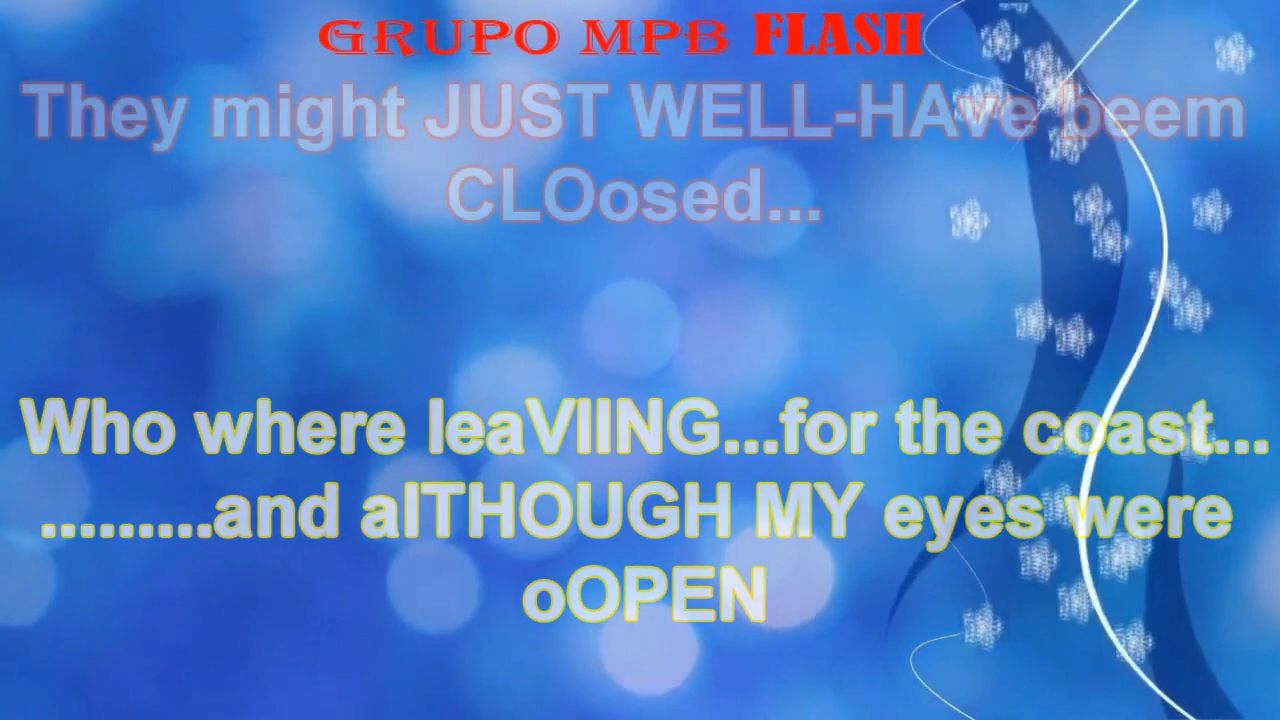 GRUPO MPB FLASH
They might JUST WELL-HAve beem
CLOosed...
Who where leaVIING...for the coast...
.........and alTHOUGH MY eyes were
oOPEN